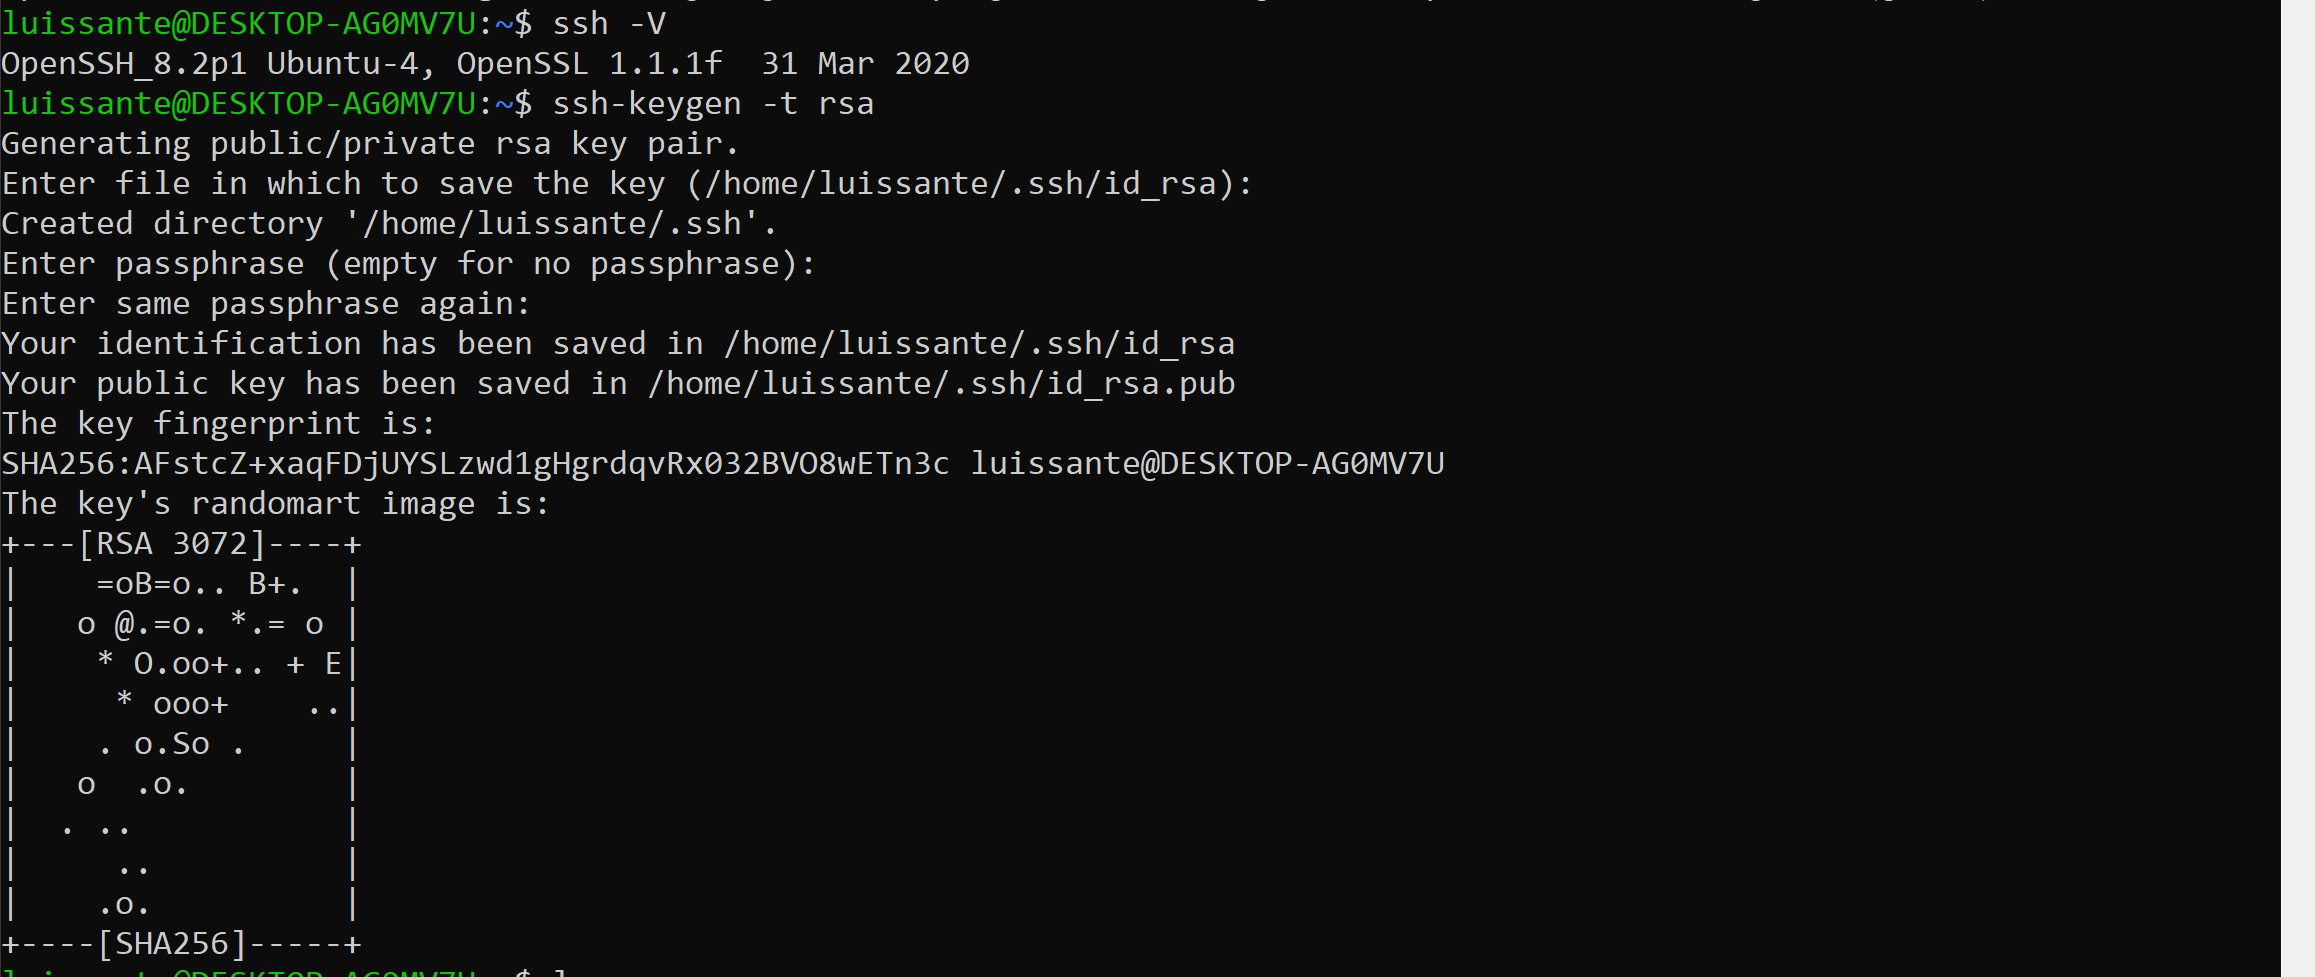 luissante@DESKTOP-AG0MV7U:~$ ssh -V
OpenSSH_8.2p1 Ubuntu-4, OpenSSL 1.1.1f  31 Mar 2020
luissante@DESKTOP-AG0MV7U:~$ ssh-keygen -t rsa
Generating public/private rsa key pair.
Enter file in which to save the key (/home/luissante/.ssh/id_rsa):
Created directory '/home/luissante/.ssh'.
Enter passphrase (empty for no passphrase):
Enter same passphrase again:
Your identification has been saved in /home/luissante/.ssh/id_rsa
Your public key has been saved in /home/luissante/.ssh/id_rsa.pub
The key fingerprint is:
SHA256:AFstcZ+xaqFDjUYSLzwd1gHgrdqvRx032BVO8wETn3c luissante@DESKTOP-AG0MV7U
The key's randomart image is:
+---[RSA 3072]----+
|    =oB=o.. B+.  |
|   o @.=o. *.= o |
|    * O.oo+.. + E|
|     * ooo+    ..|
|    . o.So .     |
|   o  .o.        |
|  . ..           |
|     ..          |
|    .o.          |
+----[SHA256]-----+
luissante@DESKTOP-AG0MV7U:~$